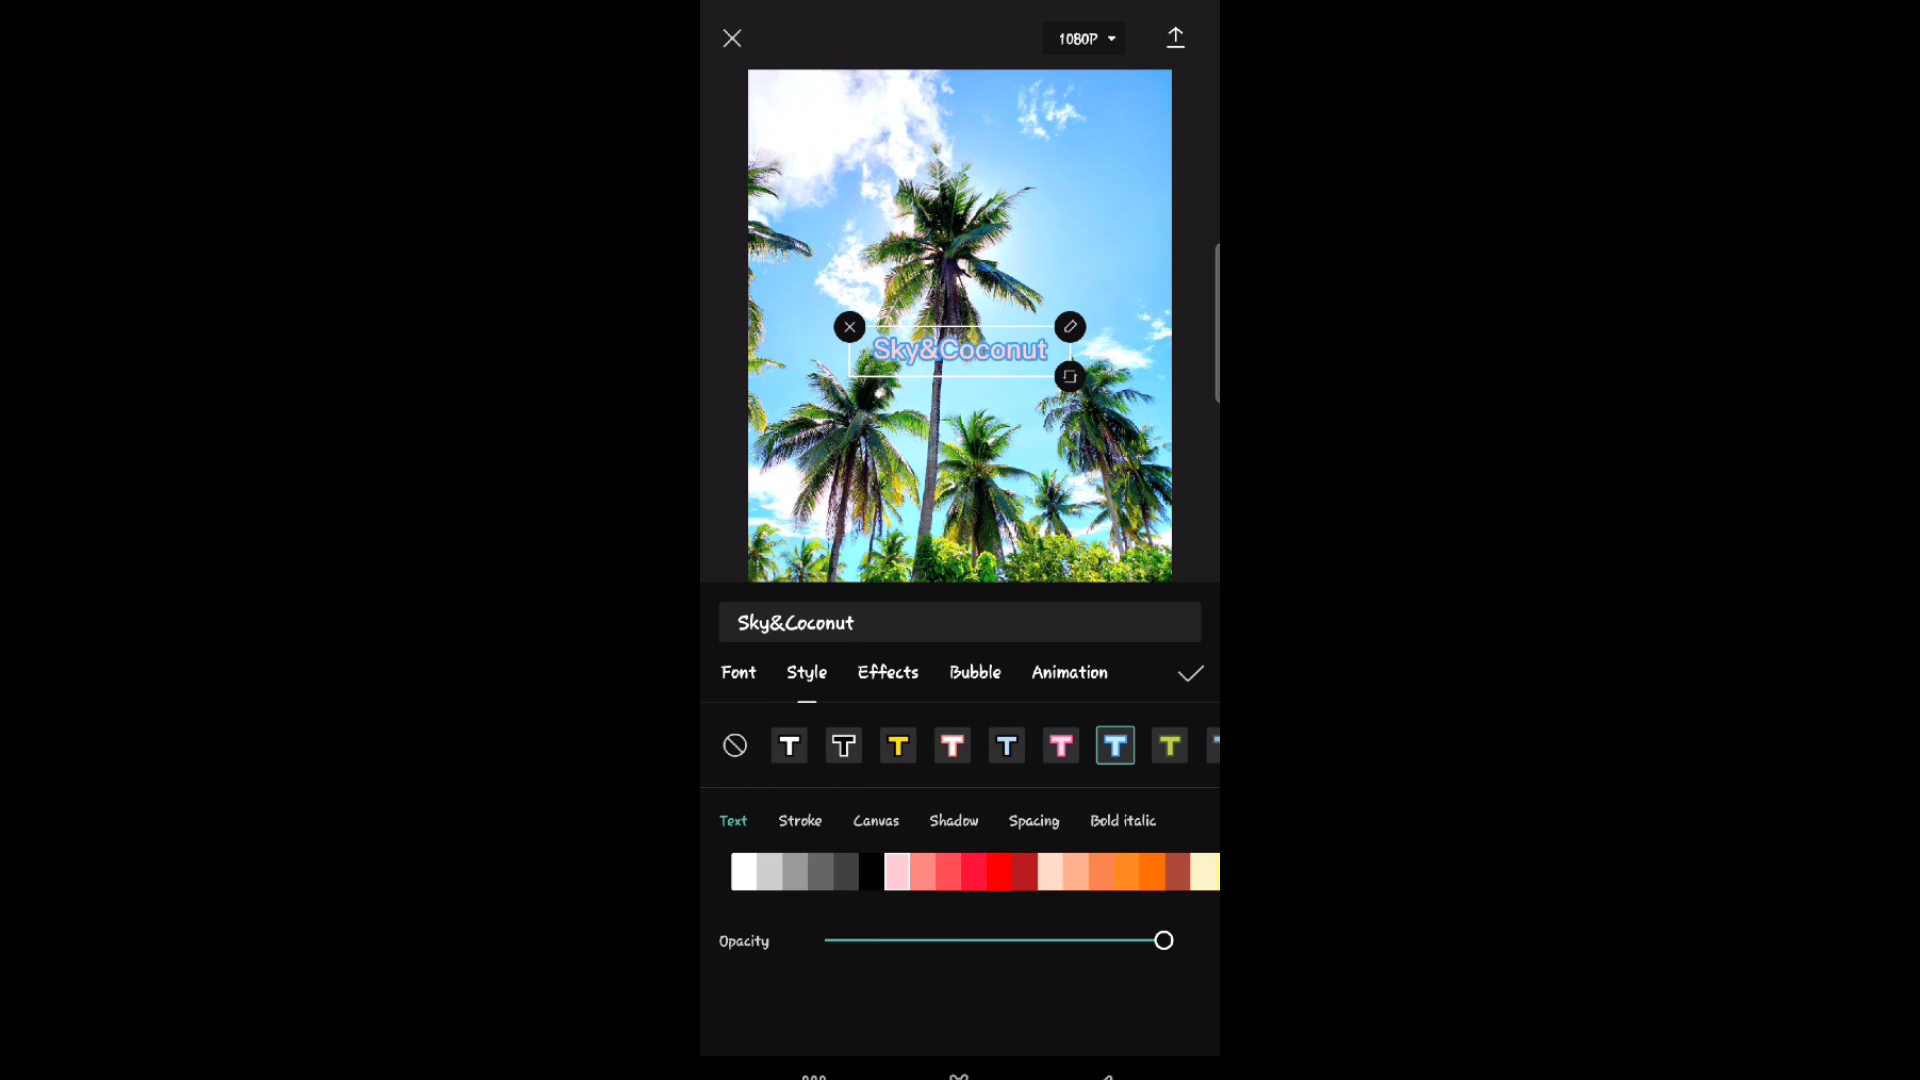 1080P
Sky&Coconut
Sky&Coconut
Font Style Effects Bubble Animation
T T T T T T T T
Text Stroke Canvas Shadow Spacing Bold italic
Opacity